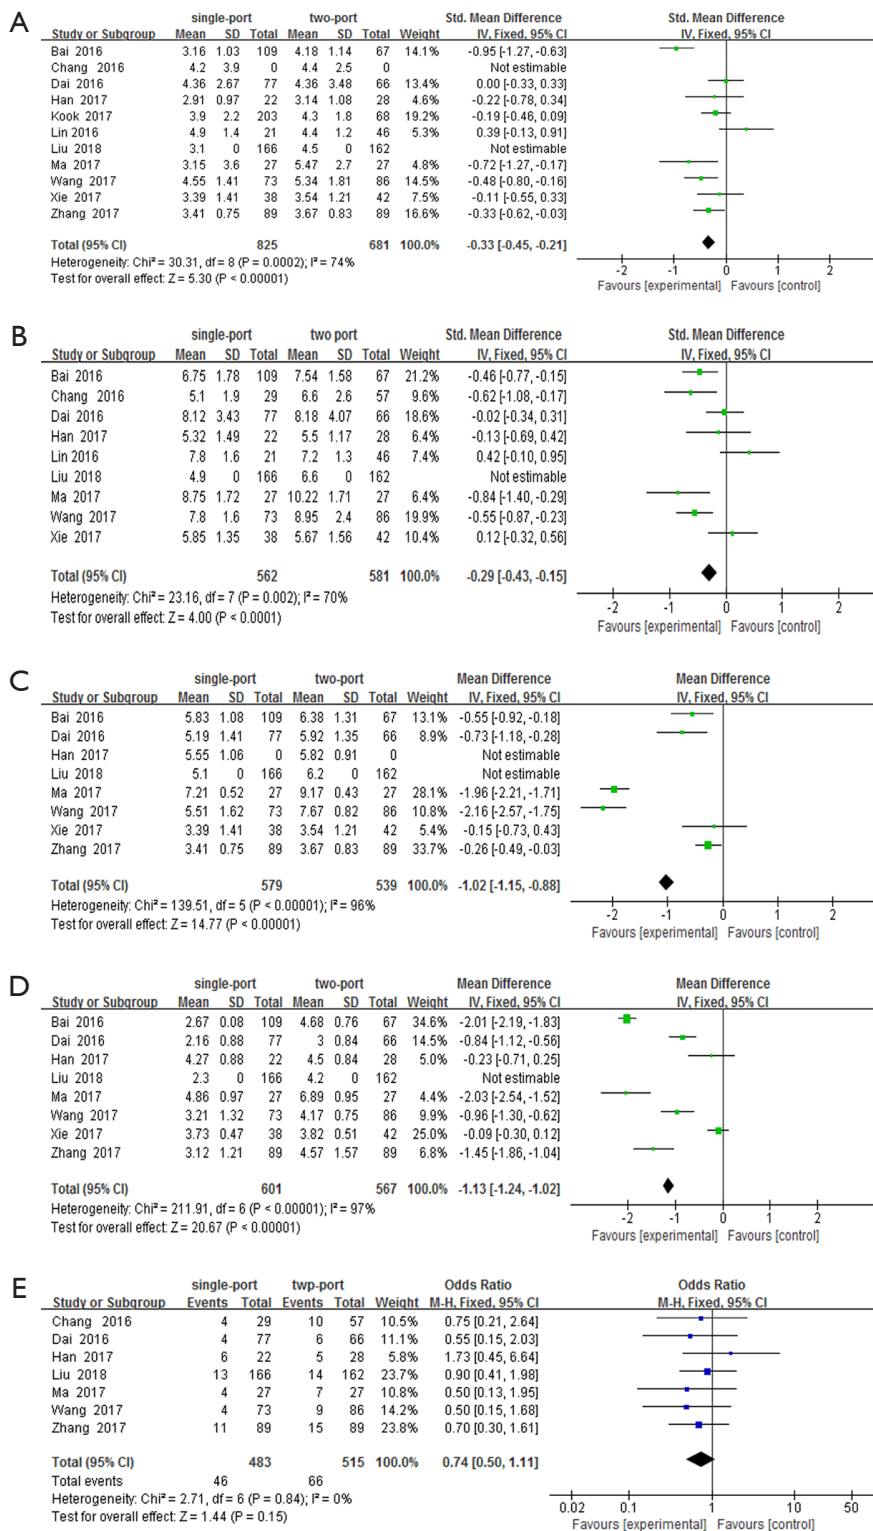 A
single-port two-port Std. Mean Difference Std. Mean Difference
Study or Subgroup Mean SD Total Mean SD Total Weight IV, Fixed, 95% CI IV, Fixed, 95% CI
Bai 2016 3.16 1.03 109 4.18 1.14 67 14.1% -0.95 [-1.27, -0.63]
Chang 2016 4.2 3.9 0 4.4 2.5 0 Not estimable
Dai 2016 4.36 2.67 77 4.36 3.48 66 13.4% 0.00 [-0.33, 0.33]
Han 2017 2.91 0.97 22 3.14 1.08 28 4.6% -0.22 [-0.78, 0.34]
Kook 2017 3.9 2.2 203 4.3 1.8 68 19.2% -0.19 [-0.46, 0.09]
Lin 2016 4.9 1.4 21 4.4 1.2 46 5.3% 0.39 [-0.13, 0.91]
Liu 2018 3.1 0 166 4.5 0 162 Not estimable
Ma 2017 3.15 3.6 27 5.47 2.7 27 4.8% -0.72 [-1.27, -0.17]
Wang 2017 4.55 1.41 73 5.34 1.81 86 14.5% -0.48 [-0.80, -0.16]
Xie 2017 3.39 1.41 38 3.54 1.21 42 7.5% -0.11 [-0.55, 0.33]
Zhang 2017 3.41 0.75 89 3.67 0.83 89 16.6% -0.33 [-0.62, -0.03]
Total (95% CI) 825 681 100.0% -0.33 [-0.45, -0.21]
Heterogeneity: Chi² = 30.31, df = 8 (P = 0.0002); I² = 74%
Test for overall effect: Z = 5.30 (P < 0.00001)
-2 -1 0 1 2
Favours [experimental] Favours [control]
B
single-port two port Std. Mean Difference Std. Mean Difference
Study or Subgroup Mean SD Total Mean SD Total Weight IV, Fixed, 95% CI IV, Fixed, 95% CI
Bai 2016 6.75 1.78 109 7.54 1.58 67 21.2% -0.46 [-0.77, -0.15]
Chang 2016 5.1 1.9 29 6.6 2.6 57 9.6% -0.62 [-1.08, -0.17]
Dai 2016 8.12 3.43 77 8.18 4.07 66 18.6% -0.02 [-0.34, 0.31]
Han 2017 5.32 1.49 22 5.5 1.17 28 6.4% -0.13 [-0.69, 0.42]
Lin 2016 7.8 1.6 21 7.2 1.3 46 7.4% 0.42 [-0.10, 0.95]
Liu 2018 4.9 0 166 6.6 0 162 Not estimable
Ma 2017 8.75 1.72 27 10.22 1.71 27 6.4% -0.84 [-1.40, -0.29]
Wang 2017 7.8 1.6 73 8.95 2.4 86 19.9% -0.55 [-0.87, -0.23]
Xie 2017 5.85 1.35 38 5.67 1.56 42 10.4% 0.12 [-0.32, 0.56]
Total (95% CI) 562 581 100.0% -0.29 [-0.43, -0.15]
Heterogeneity: Chi² = 23.16, df = 7 (P = 0.002); I² = 70%
Test for overall effect: Z = 4.00 (P < 0.0001)
-2 -1 0 1 2
Favours [experimental] Favours [control]
C
single-port two-port Mean Difference Mean Difference
Study or Subgroup Mean SD Total Mean SD Total Weight IV, Fixed, 95% CI IV, Fixed, 95% CI
Bai 2016 5.83 1.08 109 6.38 1.31 67 13.1% -0.55 [-0.92, -0.18]
Dai 2016 5.19 1.41 77 5.92 1.35 66 8.9% -0.73 [-1.18, -0.28]
Han 2017 5.55 1.06 0 5.82 0.91 0 Not estimable
Liu 2018 5.1 0 166 6.2 0 162 Not estimable
Ma 2017 7.21 0.52 27 9.17 0.43 27 28.1% -1.96 [-2.21, -1.71]
Wang 2017 5.51 1.62 73 7.67 0.82 86 10.8% -2.16 [-2.57, -1.75]
Xie 2017 3.39 1.41 38 3.54 1.21 42 5.4% -0.15 [-0.73, 0.43]
Zhang 2017 3.41 0.75 89 3.67 0.83 89 33.7% -0.26 [-0.49, -0.03]
Total (95% CI) 579 539 100.0% -1.02 [-1.15, -0.88]
Heterogeneity: Chi² = 139.51, df = 5 (P < 0.00001); I² = 96%
Test for overall effect: Z = 14.77 (P < 0.00001)
-2 -1 0 1 2
Favours [experimental] Favours [control]
D
single-port two-port Mean Difference Mean Difference
Study or Subgroup Mean SD Total Mean SD Total Weight IV, Fixed, 95% CI IV, Fixed, 95% CI
Bai 2016 2.67 0.08 109 4.68 0.76 67 34.6% -2.01 [-2.19, -1.83]
Dai 2016 2.16 0.88 77 3 0.84 66 14.5% -0.84 [-1.12, -0.56]
Han 2017 4.27 0.88 22 4.5 0.84 28 5.0% -0.23 [-0.71, 0.25]
Liu 2018 2.3 0 166 4.2 0 162 Not estimable
Ma 2017 4.86 0.97 27 6.89 0.95 27 4.4% -2.03 [-2.54, -1.52]
Wang 2017 3.21 1.32 73 4.17 0.75 86 9.9% -0.96 [-1.30, -0.62]
Xie 2017 3.73 0.47 38 3.82 0.51 42 25.0% -0.09 [-0.30, 0.12]
Zhang 2017 3.12 1.21 89 4.57 1.57 89 6.8% -1.45 [-1.86, -1.04]
Total (95% CI) 601 567 100.0% -1.13 [-1.24, -1.02]
Heterogeneity: Chi² = 211.91, df = 6 (P < 0.00001); I² = 97%
Test for overall effect: Z = 20.67 (P < 0.00001)
-2 -1 0 1 2
Favours [experimental] Favours [control]
E
single-port twp-port Odds Ratio Odds Ratio
Study or Subgroup Events Total Events Total Weight M-H, Fixed, 95% CI M-H, Fixed, 95% CI
Chang 2016 4 29 10 57 10.5% 0.75 [0.21, 2.64]
Dai 2016 4 77 6 66 11.1% 0.55 [0.15, 2.03]
Han 2017 6 22 5 28 5.8% 1.73 [0.45, 6.64]
Liu 2018 13 166 14 162 23.7% 0.90 [0.41, 1.98]
Ma 2017 4 27 7 27 10.8% 0.50 [0.13, 1.95]
Wang 2017 4 73 9 86 14.2% 0.50 [0.15, 1.68]
Zhang 2017 11 89 15 89 23.8% 0.70 [0.30, 1.61]
Total (95% CI) 483 515 100.0% 0.74 [0.50, 1.11]
Total events 46 66
Heterogeneity: Chi² = 2.71, df = 6 (P = 0.84); I² = 0%
Test for overall effect: Z = 1.44 (P = 0.15)
0.02 0.1 1 10 50
Favours [experimental] Favours [control]